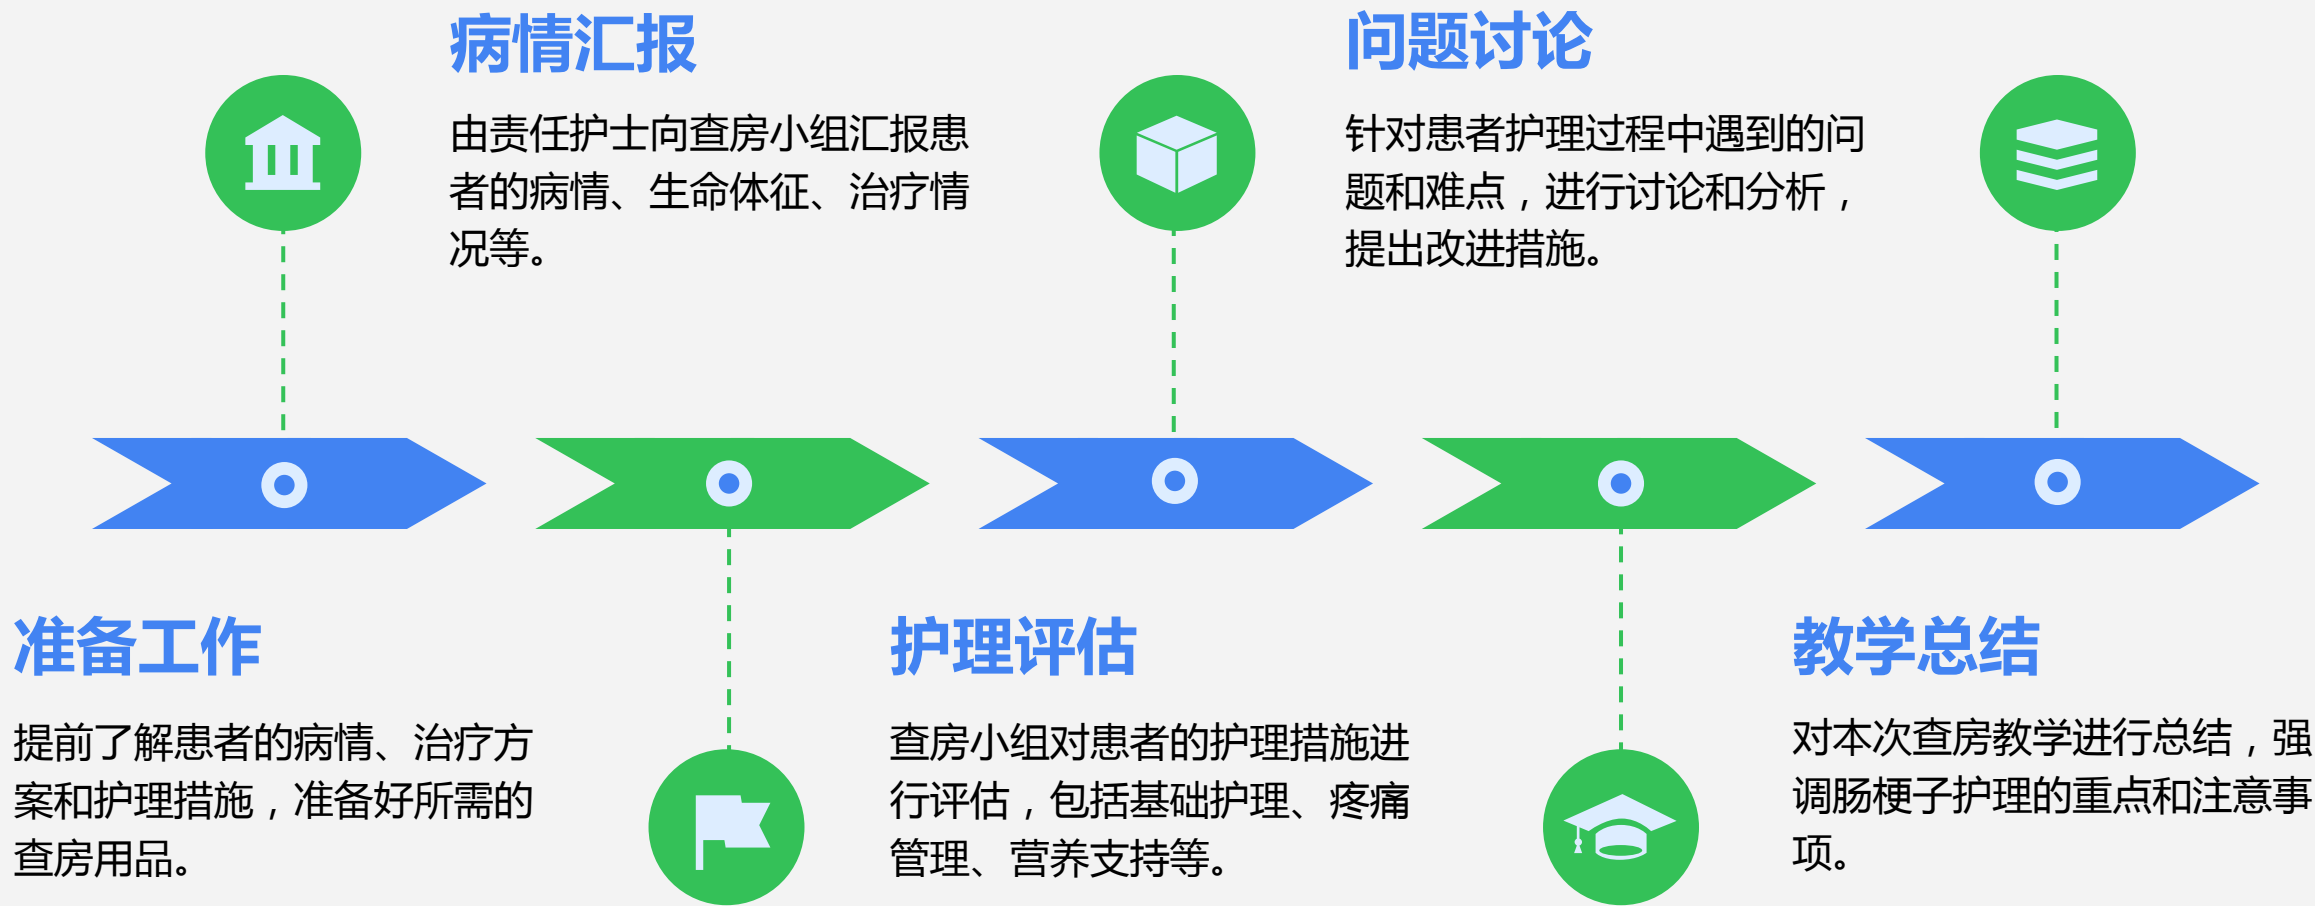 病情汇报
由责任护士向查房小组汇报患
者的病情、生命体征、治疗情
况等。
问题讨论
针对患者护理过程中遇到的问
题和难点，进行讨论和分析，
提出改进措施。
准备工作
提前了解患者的病情、治疗方
案和护理措施，准备好所需的
查房用品。
护理评估
查房小组对患者的护理措施进
行评估，包括基础护理、疼痛
管理、营养支持等。
教学总结
对本次查房教学进行总结，强
调肠梗子护理的重点和注意事
项。